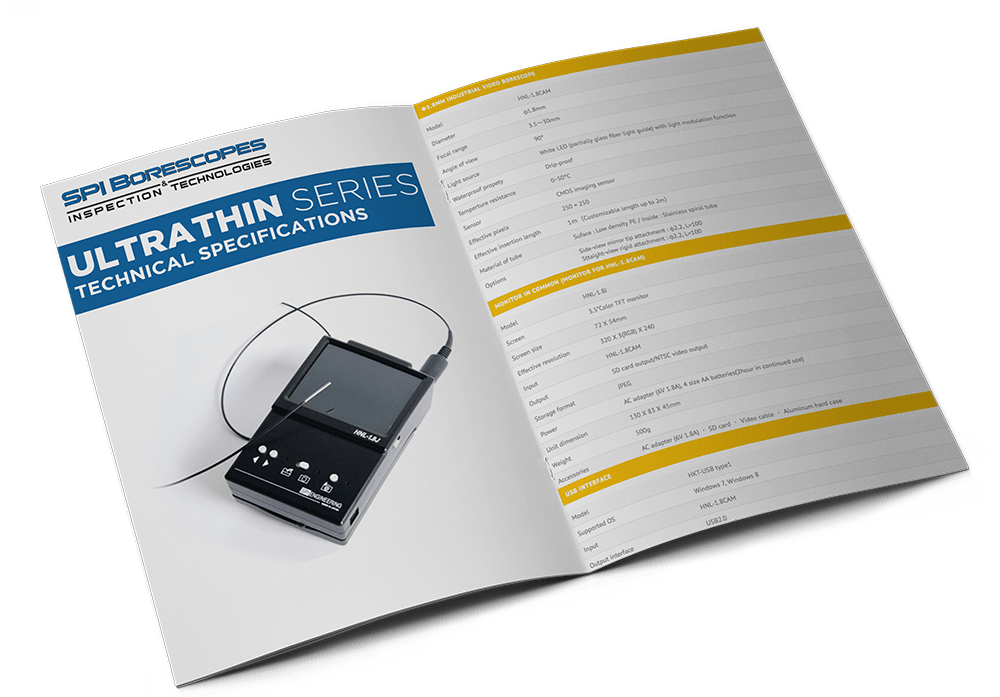 SPI BORESCOPES
INSPECTION & TECHNOLOGIES
ULTRATHIN SERIES
TECHNICAL SPECIFICATIONS
HNL-1.8J
ENGINEERING
Φ1.8MM INDUSTRIAL VIDEO BORESCOPE
Model HNL-1.8CAM
Diameter φ1.8mm
Focal range 3.5~30mm
Angle of view 90°
Light source White LED (partially glass fiber light guide) with light modulation function
Waterproof propety Drip-proof
Temperture resistance 0~50°C
Sensor CMOS imaging sensor
Effective pixels 250 × 250
Effective insertion length 1m (Customizable length up to 2m)
Material of tube Suface : Low density PE / Inside : Stainless spiral tube
Options Side-view mirror tip attachment : φ2.2, L=100
Sttaight-view rigid attachment : φ2.2, L=100
MONITOR IN COMMON (MONITOR FOR HNL-1.8CAM)
Model HNL-1.8J
Screen 3.5"Color TFT monitor
Screen size 72 X 54mm
Effective resolution 320 X 3(RGB) X 240
Input HNL-1.8CAM
Output SD card output/NTSC video output
Storage format JPEG
Power AC adapter (6V 1.8A), 4 size AA batteries(2hour in continued use)
Unit dimension 130 X 83 X 45mm
Weight 500g
Accessories AC adapter (6V 1.8A) - SD card - Video cable - Aluminum hard case
USB INTERFACE
Model HKT-USB type1
Supported OS Windows 7, Windows 8
Input HNL-1.8CAM
Output interface USB2.0